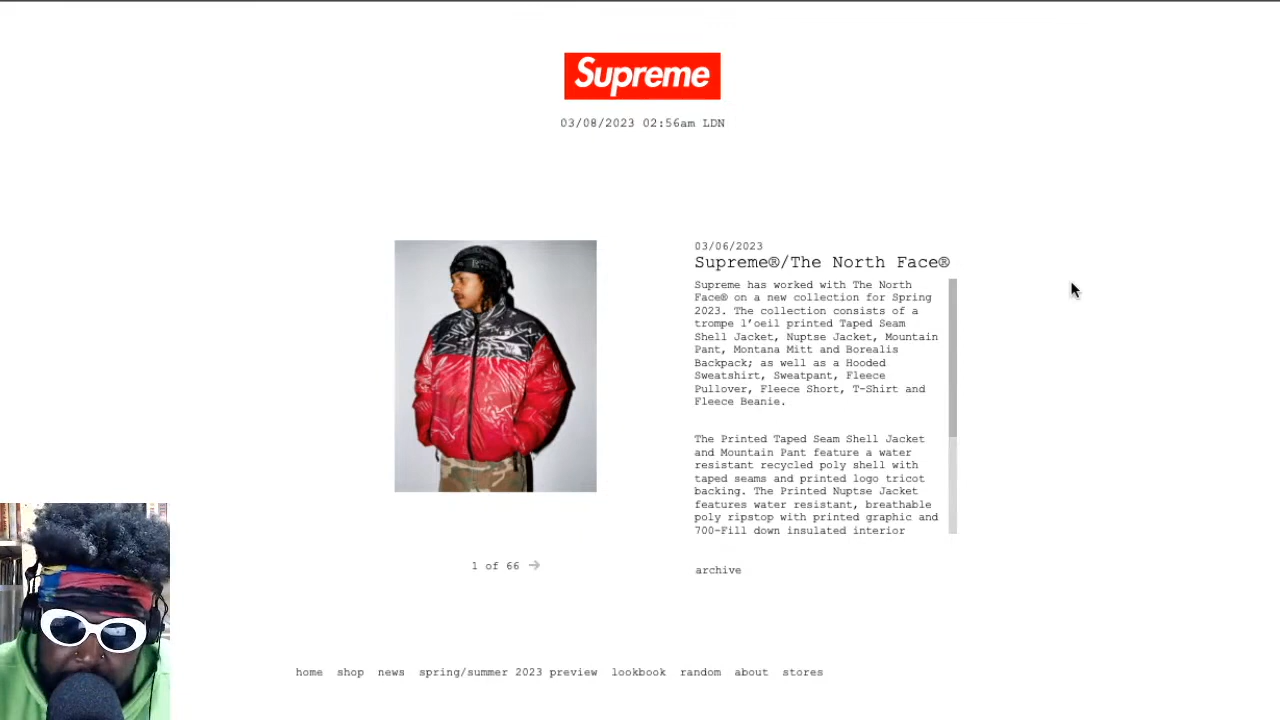 Supreme
03/08/2023 02:56am LDN
03/06/2023
Supreme®/The North Face®
Supreme has worked with The North
Face® on a new collection for Spring
2023. The collection consists of a
trompe l'oeil printed Taped Seam
Shell Jacket, Nuptse Jacket, Mountain
Pant, Montana Mitt and Borealis
Backpack; as well as a Hooded
Sweatshirt, Sweatpant, Fleece
Pullover, Fleece Short, T-Shirt and
Fleece Beanie.
The Printed Taped Seam Shell Jacket
and Mountain Pant feature a water
resistant recycled poly shell with
taped seams and printed logo tricot
backing. The Printed Nuptse Jacket
features water resistant, breathable
poly ripstop with printed graphic and
700-Fill down insulated interior
1 of 66
archive
home shop news spring/summer 2023 preview lookbook random about stores